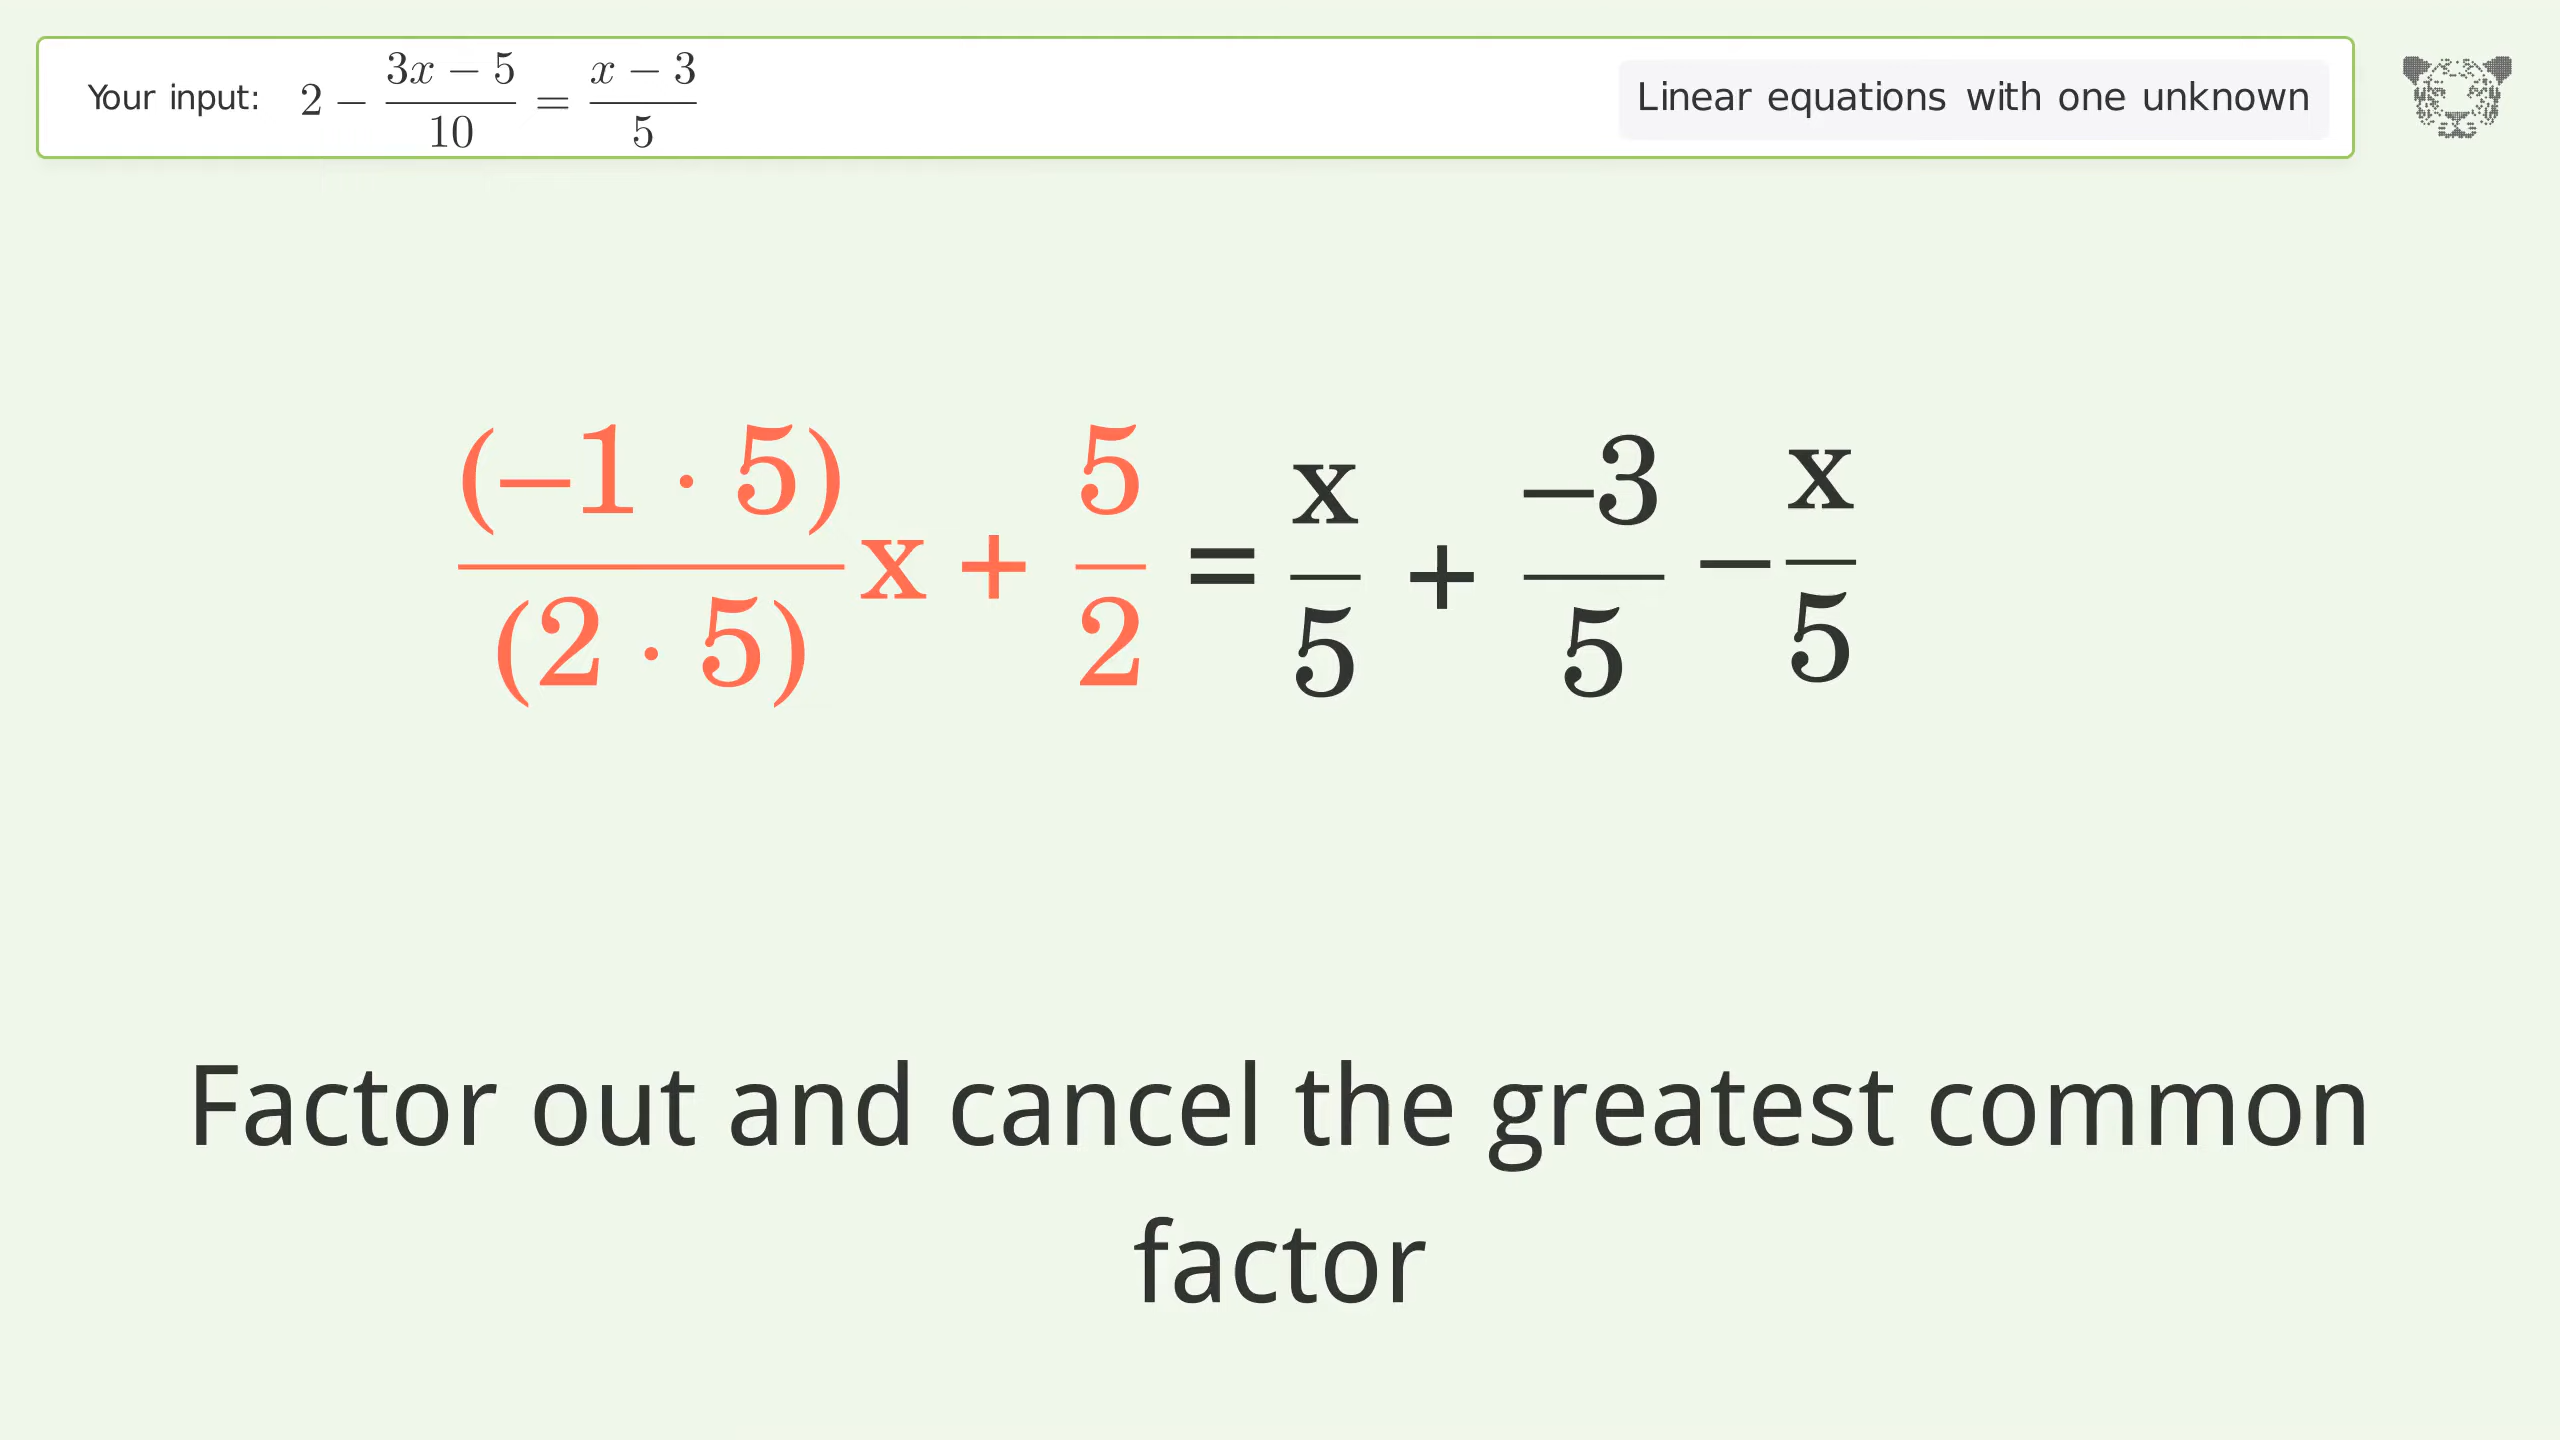 Your input: 2 − (3x − 5)/10 = (x − 3)/5
Linear equations with one unknown
(−1 · 5)/(2 · 5) x + 5/2 = x/5 + −3/5 − x/5
Factor out and cancel the greatest common
factor